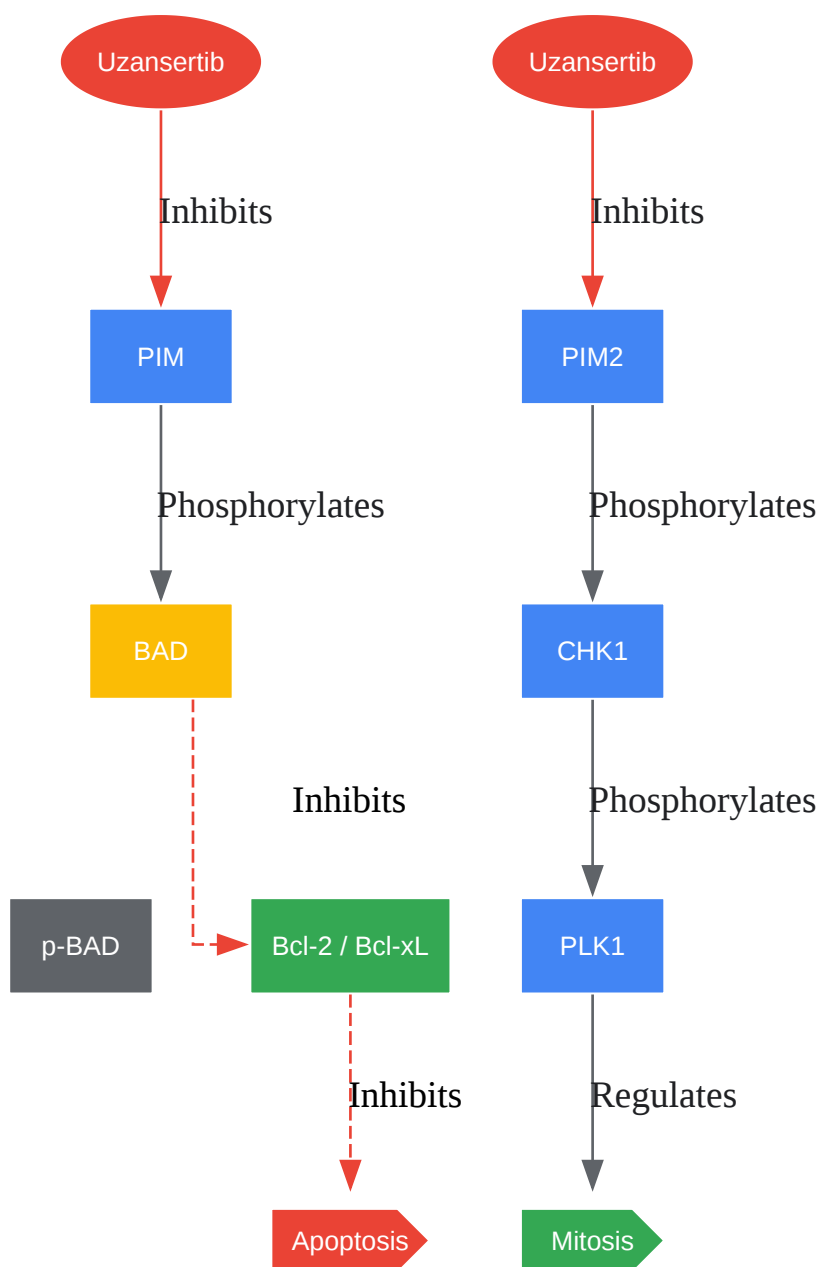 Uzansertib
Uzansertib
Inhibits
Inhibits
PIM
PIM2
Phosphorylates
Phosphorylates
BAD
CHK1
Inhibits
Phosphorylates
p-BAD
Bcl-2 / Bcl-xL
PLK1
Inhibits
Regulates
Apoptosis
Mitosis